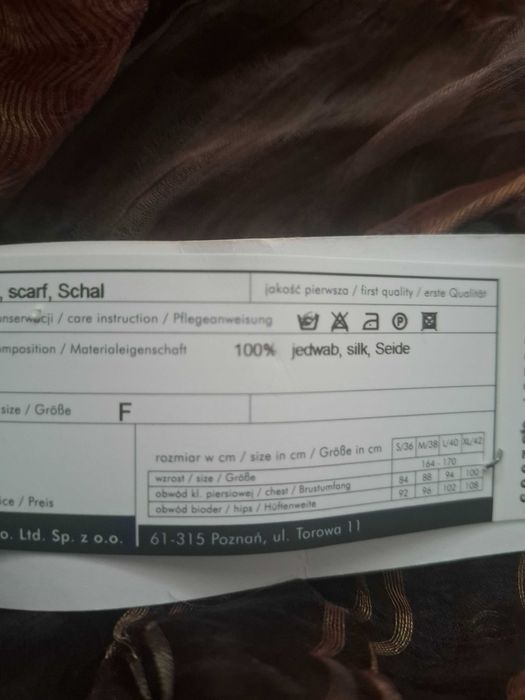 , scarf, Schal
jakość pierwsza / first quality / erste Qualität
onserwacji / care instruction / Pflegeanweisung
omposition / Materialeigenschaft 100% jedwab, silk, Seide
size / Größe F
rozmiar w cm / size in cm / Größe in cm S/36 M/38 L/40 XL/42
wzrost / size / Größe 164 - 170
obwód kl. piersiowej / chest / Brustumfang 84 88 94 100
obwód bioder / hips / Hüftenweite 92 96 102 108
ice / Preis
o. Ltd. Sp. z o.o. 61-315 Poznań, ul. Torowa 11